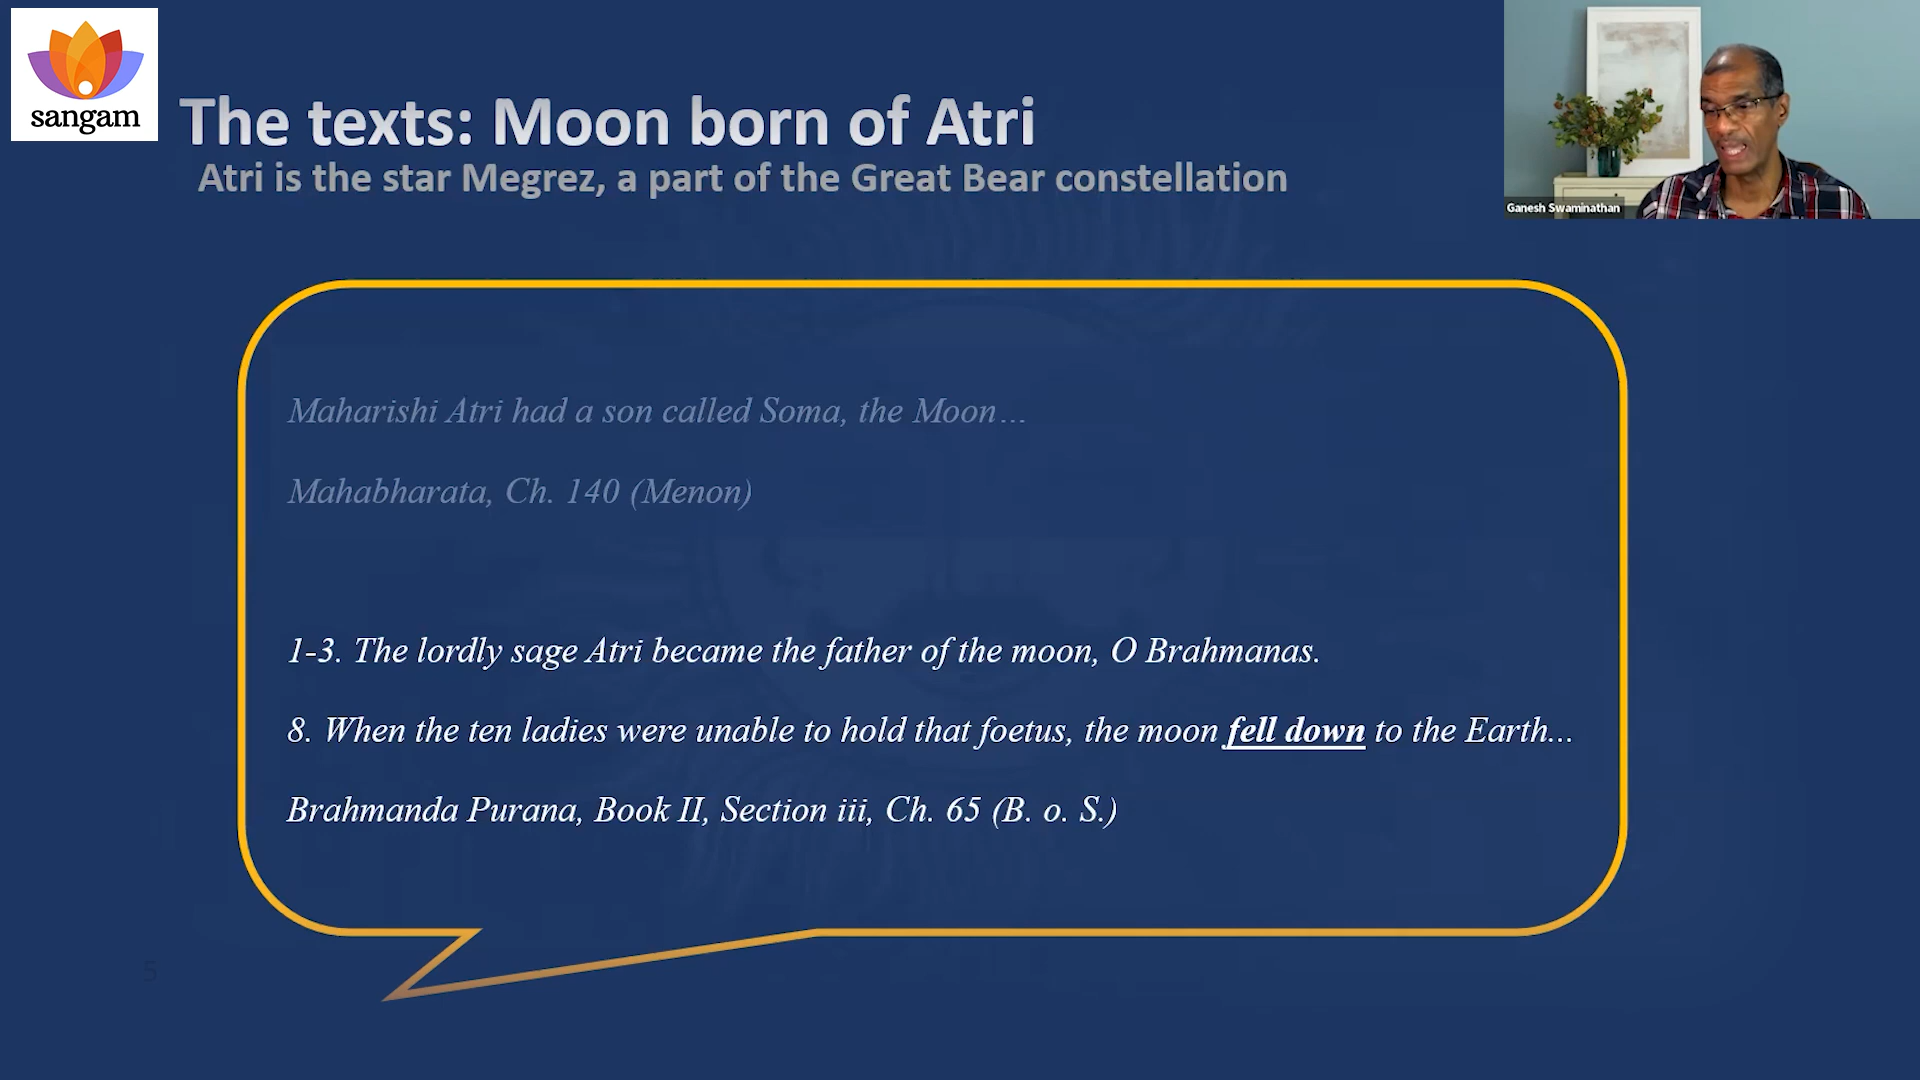 sangam
The texts: Moon born of Atri
Atri is the star Megrez, a part of the Great Bear constellation
Ganesh Swaminathan
Maharishi Atri had a son called Soma, the Moon…
Mahabharata, Ch. 140 (Menon)
1-3. The lordly sage Atri became the father of the moon, O Brahmanas.
8. When the ten ladies were unable to hold that foetus, the moon fell down to the Earth...
Brahmanda Purana, Book II, Section iii, Ch. 65 (B. o. S.)
5